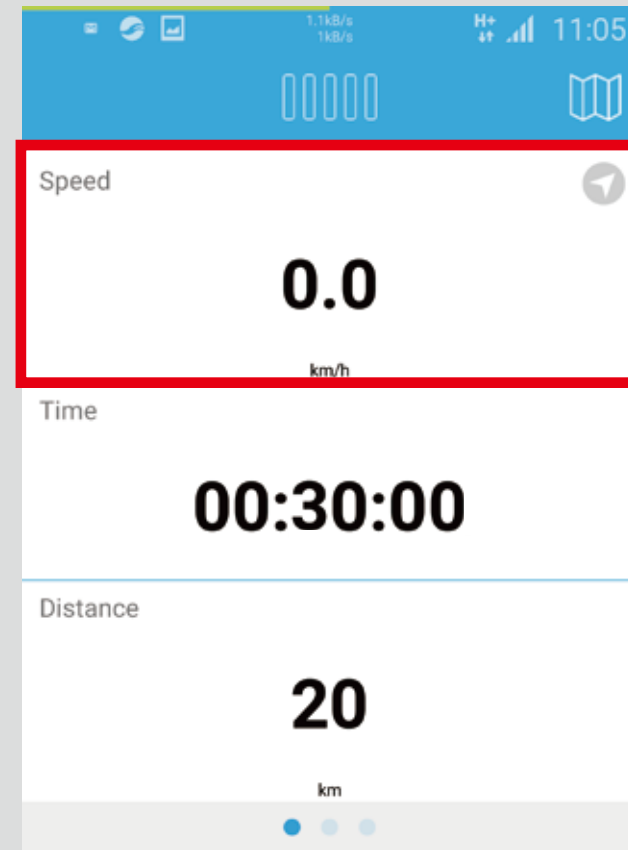 1.1kB/s
1kB/s
H+
11:05
Speed
0.0
km/h
Time
00:30:00
Distance
20
km